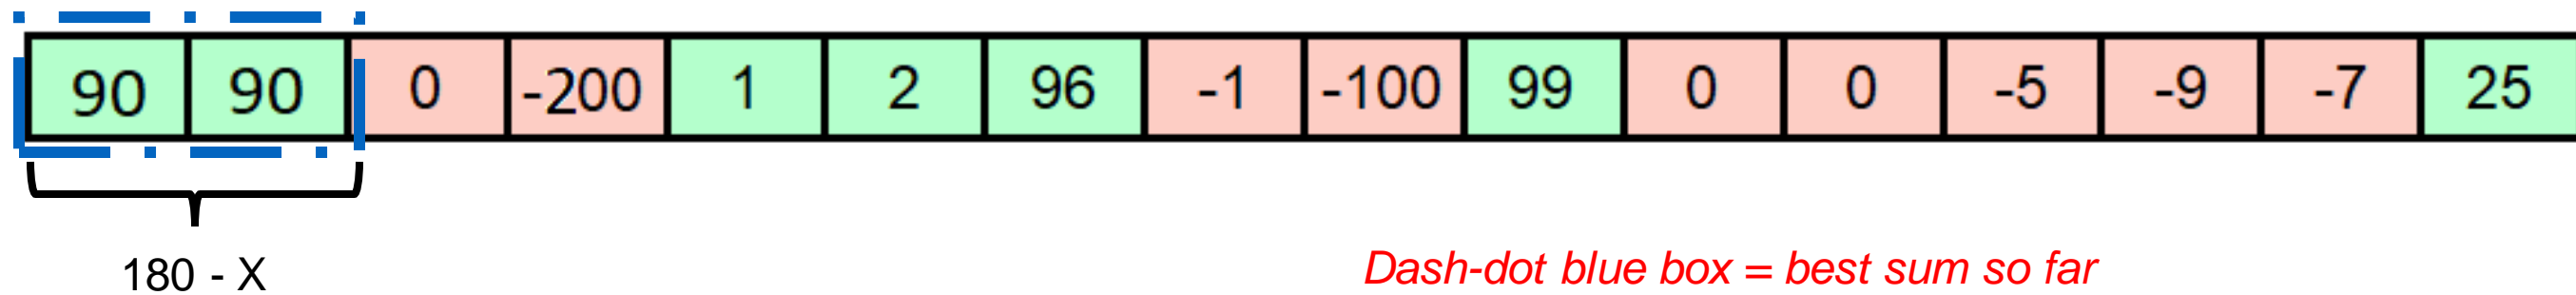 90 90 0 -200 1 2 96 -1 -100 99 0 0 -5 -9 -7 25
180 - X
Dash-dot blue box = best sum so far